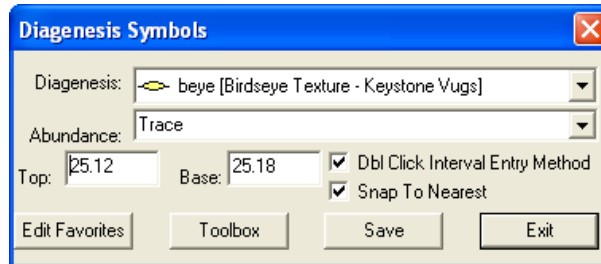 Diagenesis Symbols
Diagenesis: beye [Birdseye Texture - Keystone Vugs]
Abundance: Trace
Top: 25.12 Base: 25.18 Dbl Click Interval Entry Method
Snap To Nearest
Edit Favorites Toolbox Save Exit